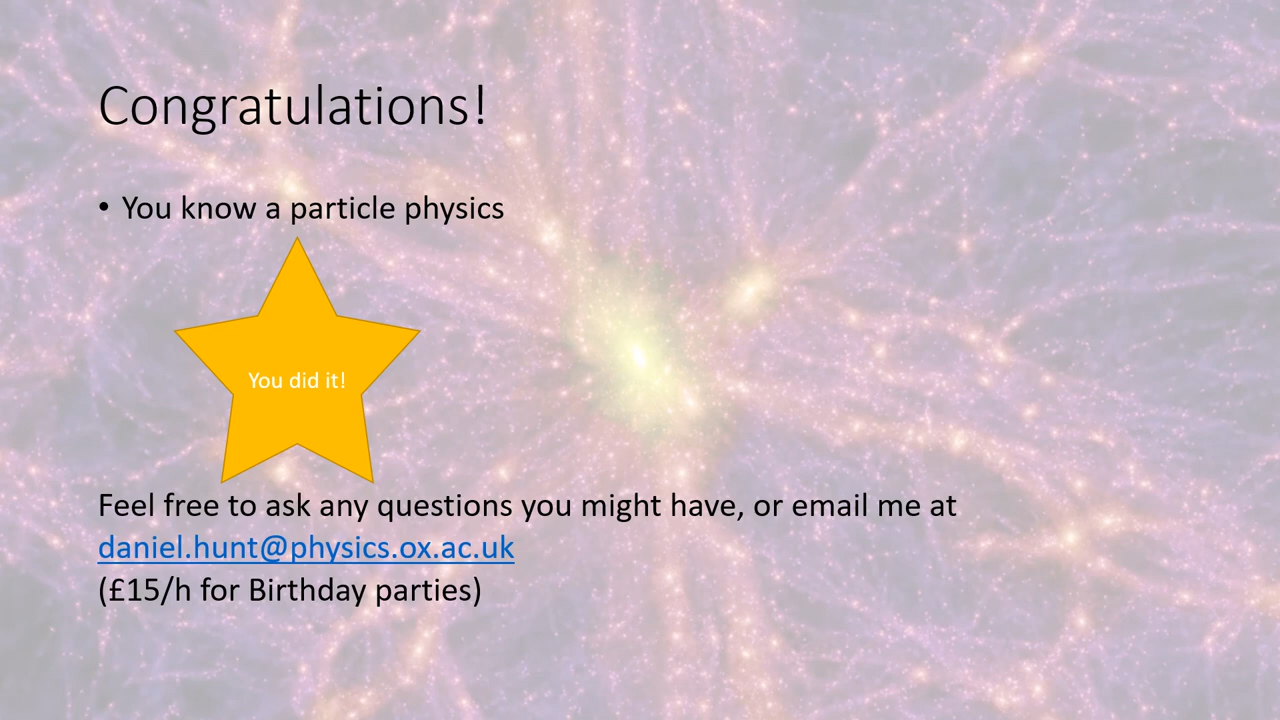 Congratulations!
• You know a particle physics
You did it!
Feel free to ask any questions you might have, or email me at
daniel.hunt@physics.ox.ac.uk
(£15/h for Birthday parties)